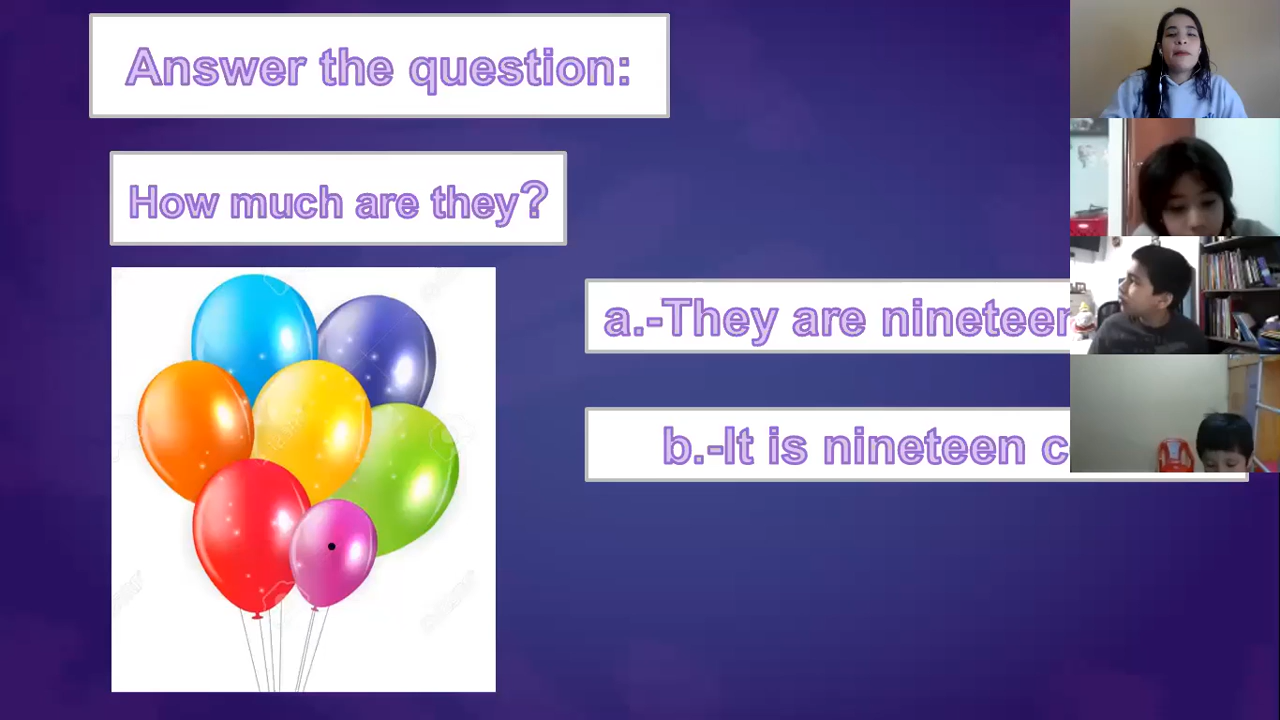 Answer the question:
How much are they?
a.-They are nineteen
b.-It is nineteen